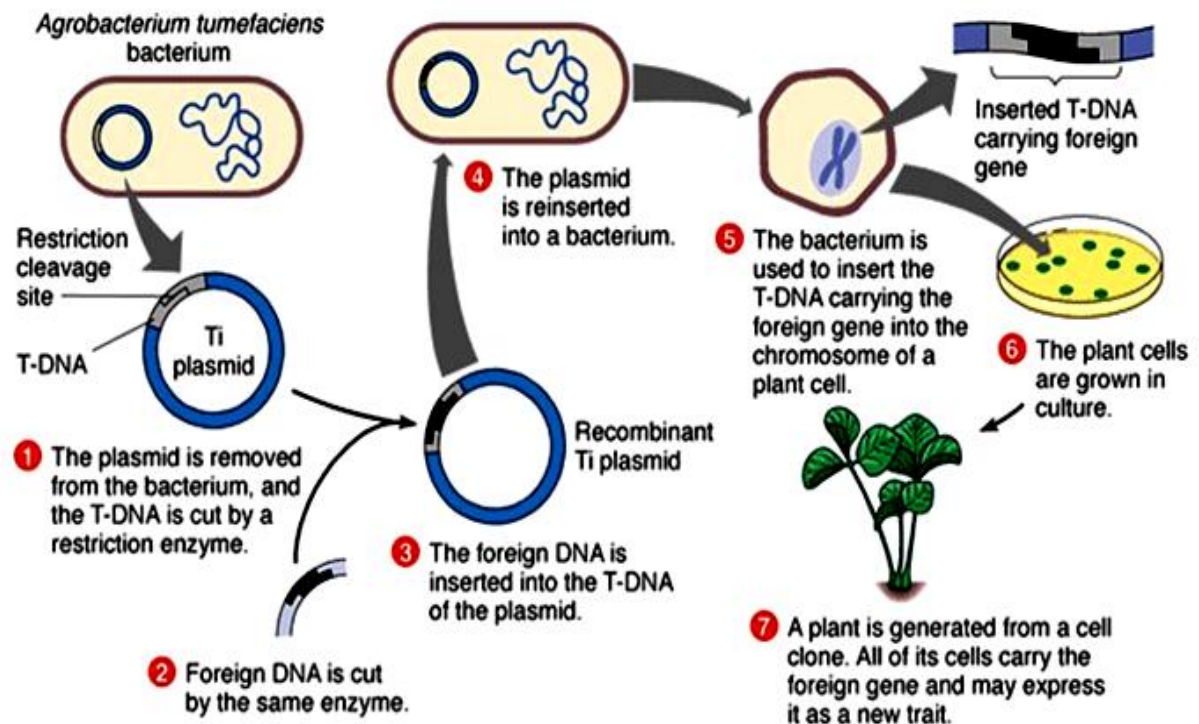 Agrobacterium tumefaciens
bacterium
Restriction
cleavage
site
T-DNA
Ti
plasmid
1 The plasmid is removed
from the bacterium, and
the T-DNA is cut by a
restriction enzyme.
2 Foreign DNA is cut
by the same enzyme.
3 The foreign DNA is
inserted into the T-DNA
of the plasmid.
Recombinant
Ti plasmid
4 The plasmid
is reinserted
into a bacterium.
5 The bacterium is
used to insert the
T-DNA carrying the
foreign gene into the
chromosome of a
plant cell.
Inserted T-DNA
carrying foreign
gene
6 The plant cells
are grown in
culture.
7 A plant is generated from a cell
clone. All of its cells carry the
foreign gene and may express
it as a new trait.